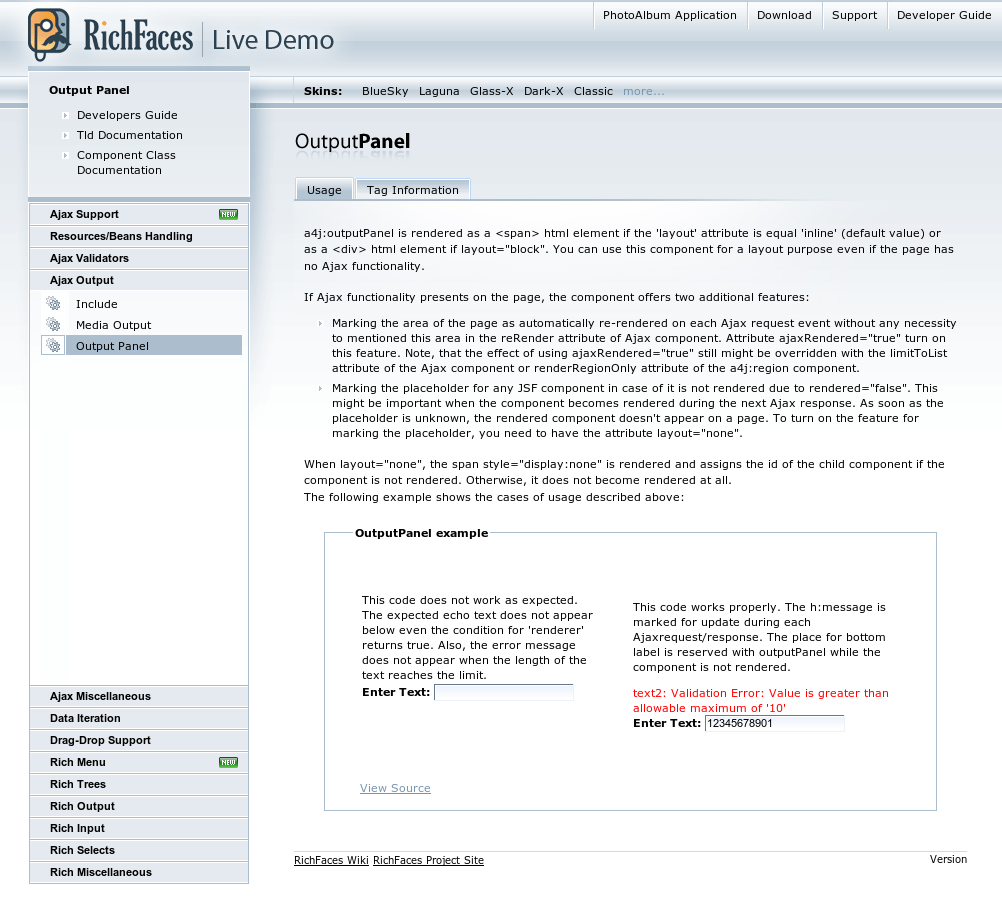 RichFaces Live Demo
PhotoAlbum Application
Download
Support
Developer Guide
Output Panel
Developers Guide
Tld Documentation
Component Class
Documentation
Skins: BlueSky Laguna Glass-X Dark-X Classic more...
Ajax Support NEW
Resources/Beans Handling
Ajax Validators
Ajax Output
Include
Media Output
Output Panel
Ajax Miscellaneous
Data Iteration
Drag-Drop Support
Rich Menu NEW
Rich Trees
Rich Output
Rich Input
Rich Selects
Rich Miscellaneous
OutputPanel
Usage
Tag Information
a4j:outputPanel is rendered as a <span> html element if the 'layout' attribute is equal 'inline' (default value) or
as a <div> html element if layout="block". You can use this component for a layout purpose even if the page has
no Ajax functionality.
If Ajax functionality presents on the page, the component offers two additional features:
Marking the area of the page as automatically re-rendered on each Ajax request event without any necessity
to mentioned this area in the reRender attribute of Ajax component. Attribute ajaxRendered="true" turn on
this feature. Note, that the effect of using ajaxRendered="true" still might be overridden with the limitToList
attribute of the Ajax component or renderRegionOnly attribute of the a4j:region component.
Marking the placeholder for any JSF component in case of it is not rendered due to rendered="false". This
might be important when the component becomes rendered during the next Ajax response. As soon as the
placeholder is unknown, the rendered component doesn't appear on a page. To turn on the feature for
marking the placeholder, you need to have the attribute layout="none".
When layout="none", the span style="display:none" is rendered and assigns the id of the child component if the
component is not rendered. Otherwise, it does not become rendered at all.
The following example shows the cases of usage described above:
OutputPanel example
This code does not work as expected.
The expected echo text does not appear
below even the condition for 'renderer'
returns true. Also, the error message
does not appear when the length of the
text reaches the limit.
Enter Text:
This code works properly. The h:message is
marked for update during each
Ajaxrequest/response. The place for bottom
label is reserved with outputPanel while the
component is not rendered.
text2: Validation Error: Value is greater than
allowable maximum of '10'
Enter Text: 12345678901
View Source
RichFaces Wiki RichFaces Project Site
Version